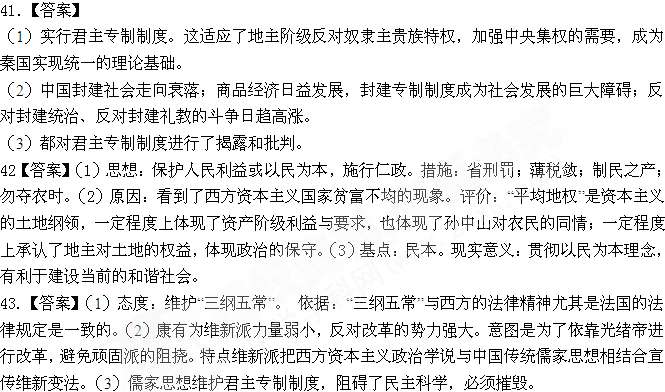 41.【答案】
（1）实行君主专制制度。这适应了地主阶级反对奴隶主贵族特权，加强中央集权的需要，成为
秦国实现统一的理论基础。
（2）中国封建社会走向衰落；商品经济日益发展，封建专制制度成为社会发展的巨大障碍；反
对封建统治、反对封建礼教的斗争日趋高涨。
（3）都对君主专制制度进行了揭露和批判。
42【答案】（1）思想：保护人民利益或以民为本，施行仁政。措施：省刑罚；薄税敛；制民之产；
勿夺农时。（2）原因：看到了西方资本主义国家贫富不均的现象。评价：“平均地权”是资本主义
的土地纲领，一定程度上体现了资产阶级利益与要求，也体现了孙中山对农民的同情；一定程度
上承认了地主对土地的权益，体现政治的保守。（3）基点：民本。现实意义：贯彻以民为本理念，
有利于建设当前的和谐社会。
43.【答案】（1）态度：维护“三纲五常”。 依据：“三纲五常”与西方的法律精神尤其是法国的法
律规定是一致的。（2）康有为维新派力量弱小，反对改革的势力强大。意图是为了依靠光绪帝进
行改革，避免顽固派的阻挠。特点维新派把西方资本主义政治学说与中国传统儒家思想相结合宣
传维新变法。（3）儒家思想维护君主专制制度，阻碍了民主科学，必须摧毁。